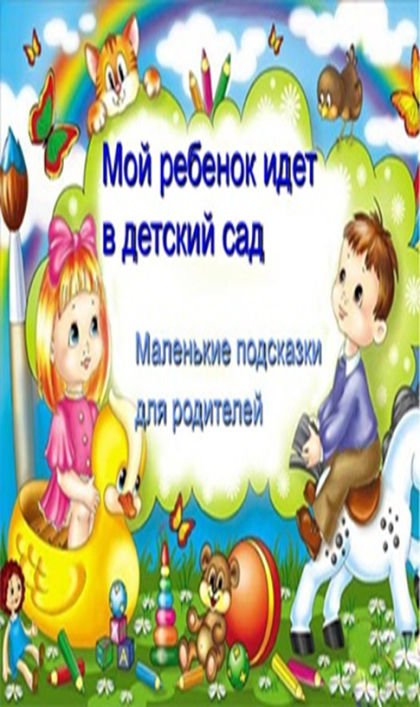 Мой ребенок идет
в детский сад
Маленькие подсказки
для родителей